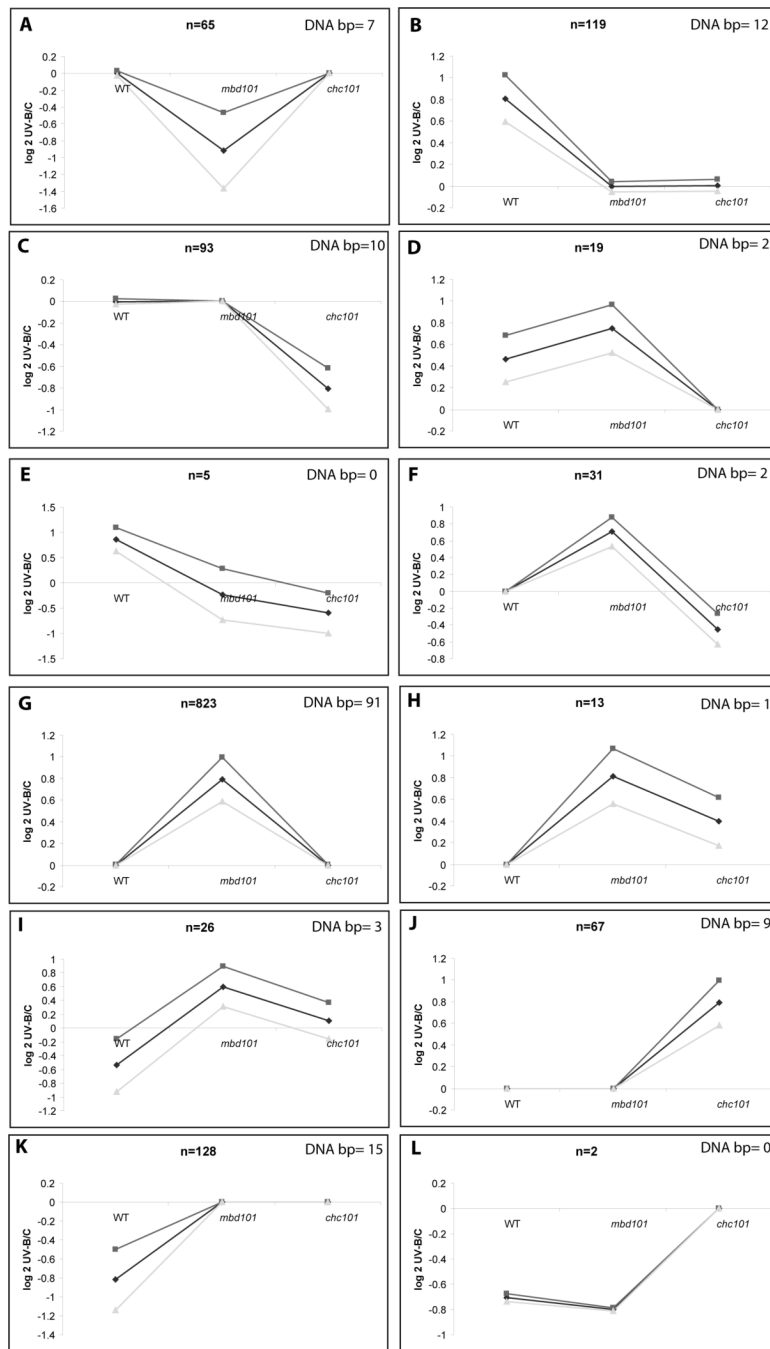 A
n=65
DNA bp= 7
log 2 UV-B/C
0.2
0
-0.2
-0.4
-0.6
-0.8
-1
-1.2
-1.4
-1.6
WT
mbd101
chc101
B
n=119
DNA bp= 12
log 2 UV-B/C
1.2
1
0.8
0.6
0.4
0.2
0
-0.2
WT
mbd101
chc101
C
n=93
DNA bp=10
log 2 UV-B/C
0.2
0
-0.2
-0.4
-0.6
-0.8
-1
-1.2
WT
mbd101
chc101
D
n=19
DNA bp= 2
log 2 UV-B/C
1.2
1
0.8
0.6
0.4
0.2
0
-0.2
WT
mbd101
chc101
E
n=5
DNA bp= 0
log 2 UV-B/C
1.5
1
0.5
0
-0.5
-1
-1.5
WT
mbd101
chc101
F
n=31
DNA bp= 2
log 2 UV-B/C
1
0.8
0.6
0.4
0.2
0
-0.2
-0.4
-0.6
-0.8
WT
mbd101
chc101
G
n=823
DNA bp= 91
log 2 UV-B/C
1.2
1
0.8
0.6
0.4
0.2
0
-0.2
WT
mbd101
chc101
H
n=13
DNA bp= 1
log 2 UV-B/C
1.2
1
0.8
0.6
0.4
0.2
0
-0.2
WT
mbd101
chc101
I
n=26
DNA bp= 3
log 2 UV-B/C
1
0.8
0.6
0.4
0.2
0
-0.2
-0.4
-0.6
-0.8
-1
-1.2
WT
mbd101
chc101
J
n=67
DNA bp= 9
log 2 UV-B/C
1.2
1
0.8
0.6
0.4
0.2
0
-0.2
WT
mbd101
chc101
K
n=128
DNA bp= 15
log 2 UV-B/C
0.2
0
-0.2
-0.4
-0.6
-0.8
-1
-1.2
-1.4
WT
mbd101
chc101
L
n=2
DNA bp= 0
log 2 UV-B/C
0.2
0
-0.2
-0.4
-0.6
-0.8
-1
WT
mbd101
chc101